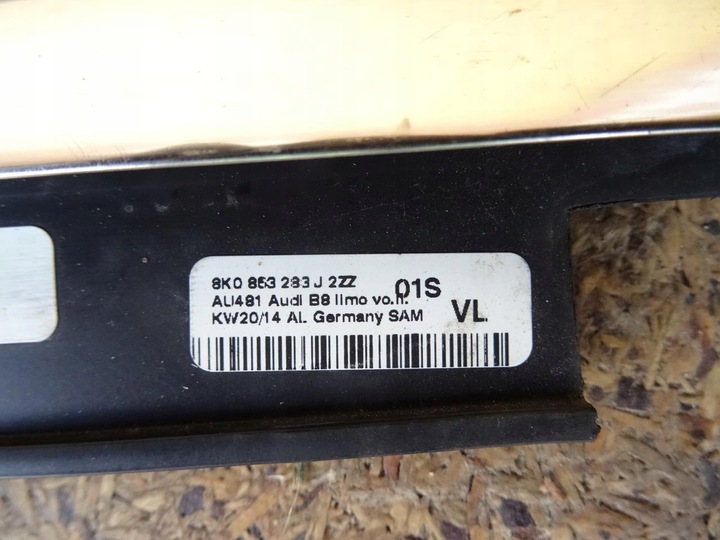 8K0 853 283 J 2ZZ 01S
AU481 Audi B8 limo vo.li.
KW20/14 AL Germany SAM VL